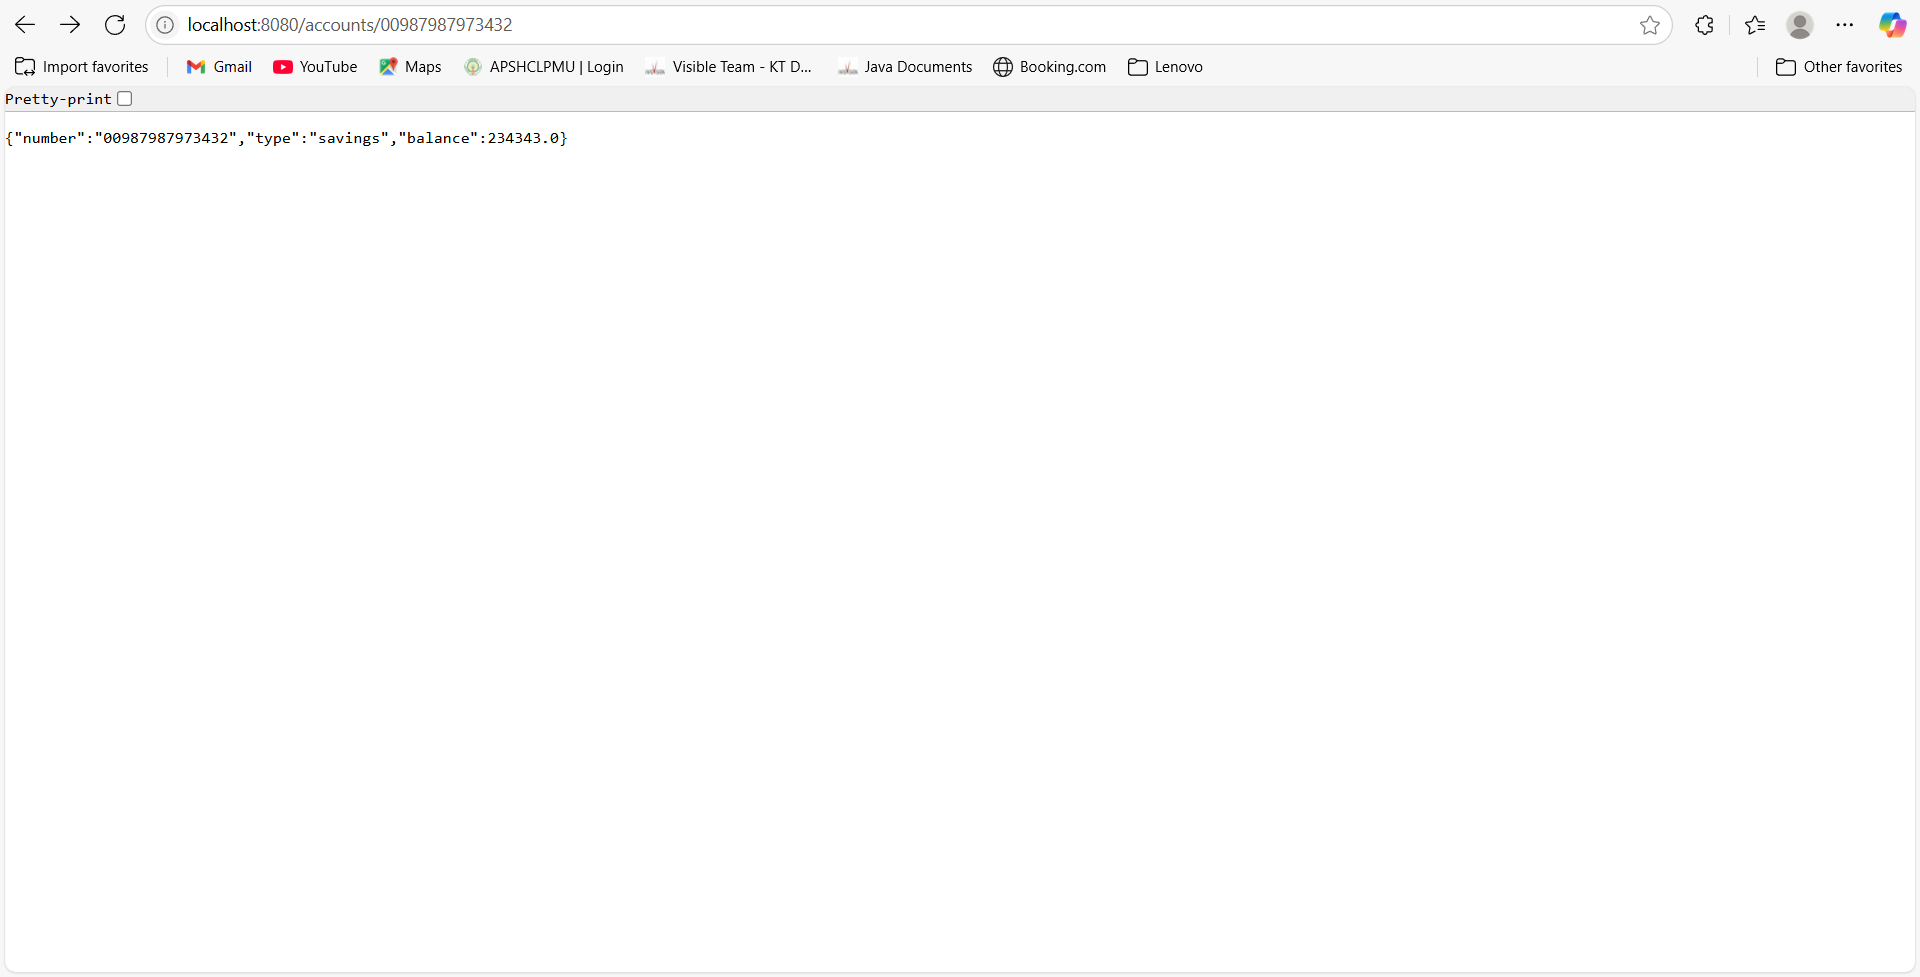 localhost:8080/accounts/00987987973432
Import favorites Gmail YouTube Maps APSHCLPMU | Login Visible Team - KT D... Java Documents Booking.com Lenovo Other favorites
Pretty-print
{"number":"00987987973432","type":"savings","balance":234343.0}